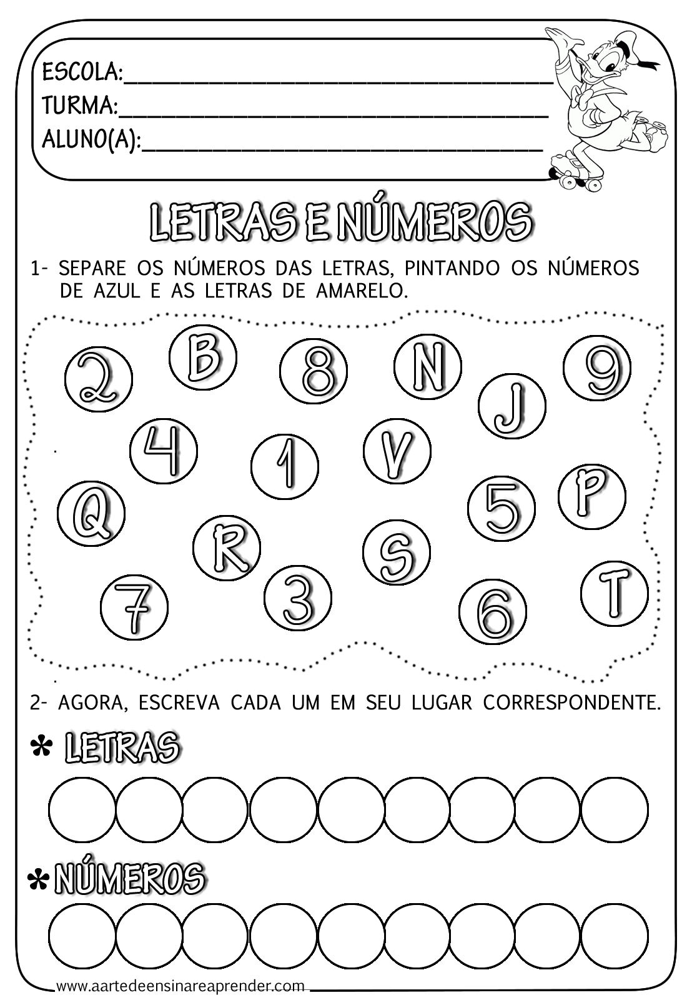 ESCOLA:
TURMA:
ALUNO(A):
LETRAS E NÚMEROS
1- SEPARE OS NÚMEROS DAS LETRAS, PINTANDO OS NÚMEROS
DE AZUL E AS LETRAS DE AMARELO.
2 B 8 N J 9
4 1 V 5 P
Q R S
7 3 6 T
2- AGORA, ESCREVA CADA UM EM SEU LUGAR CORRESPONDENTE.
* LETRAS
* NÚMEROS
www.aartedeensinareaprender.com